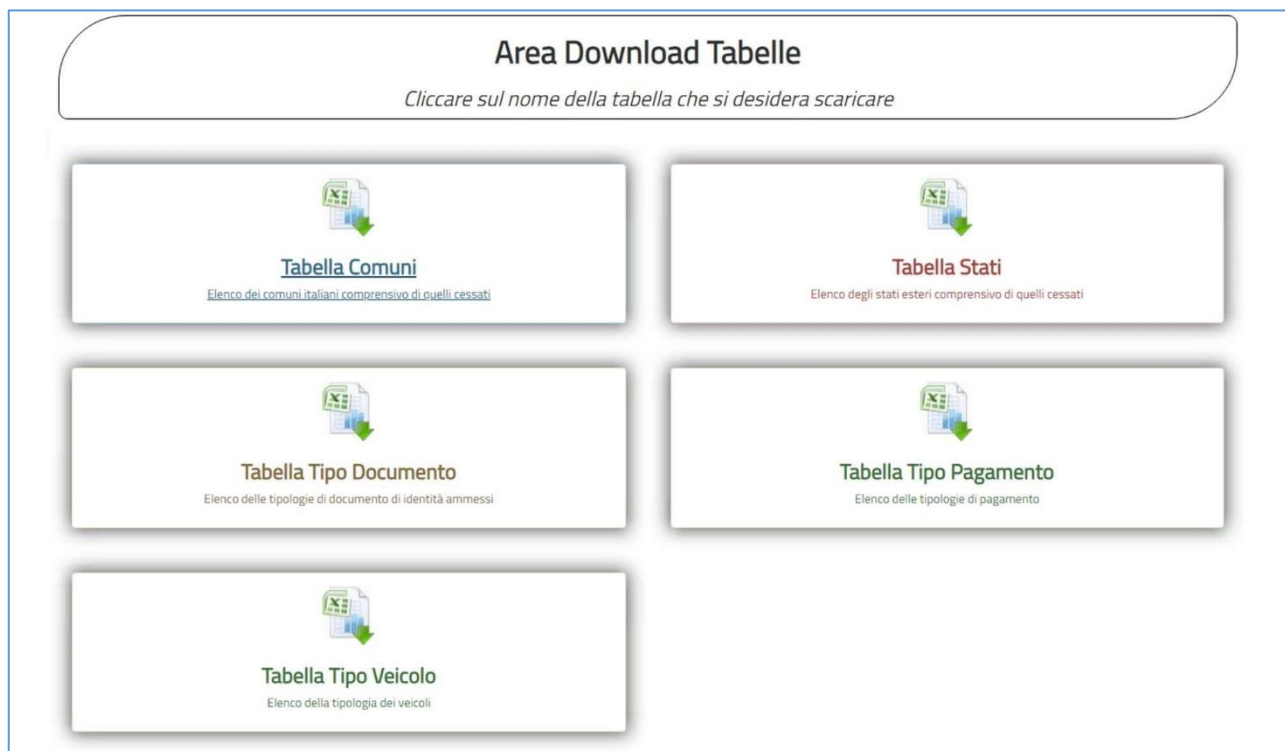 Area Download Tabelle
Cliccare sul nome della tabella che si desidera scaricare
Tabella Comuni
Elenco dei comuni italiani comprensivo di quelli cessati
Tabella Stati
Elenco degli stati esteri comprensivo di quelli cessati
Tabella Tipo Documento
Elenco delle tipologie di documento di identità ammessi
Tabella Tipo Pagamento
Elenco delle tipologie di pagamento
Tabella Tipo Veicolo
Elenco della tipologia dei veicoli